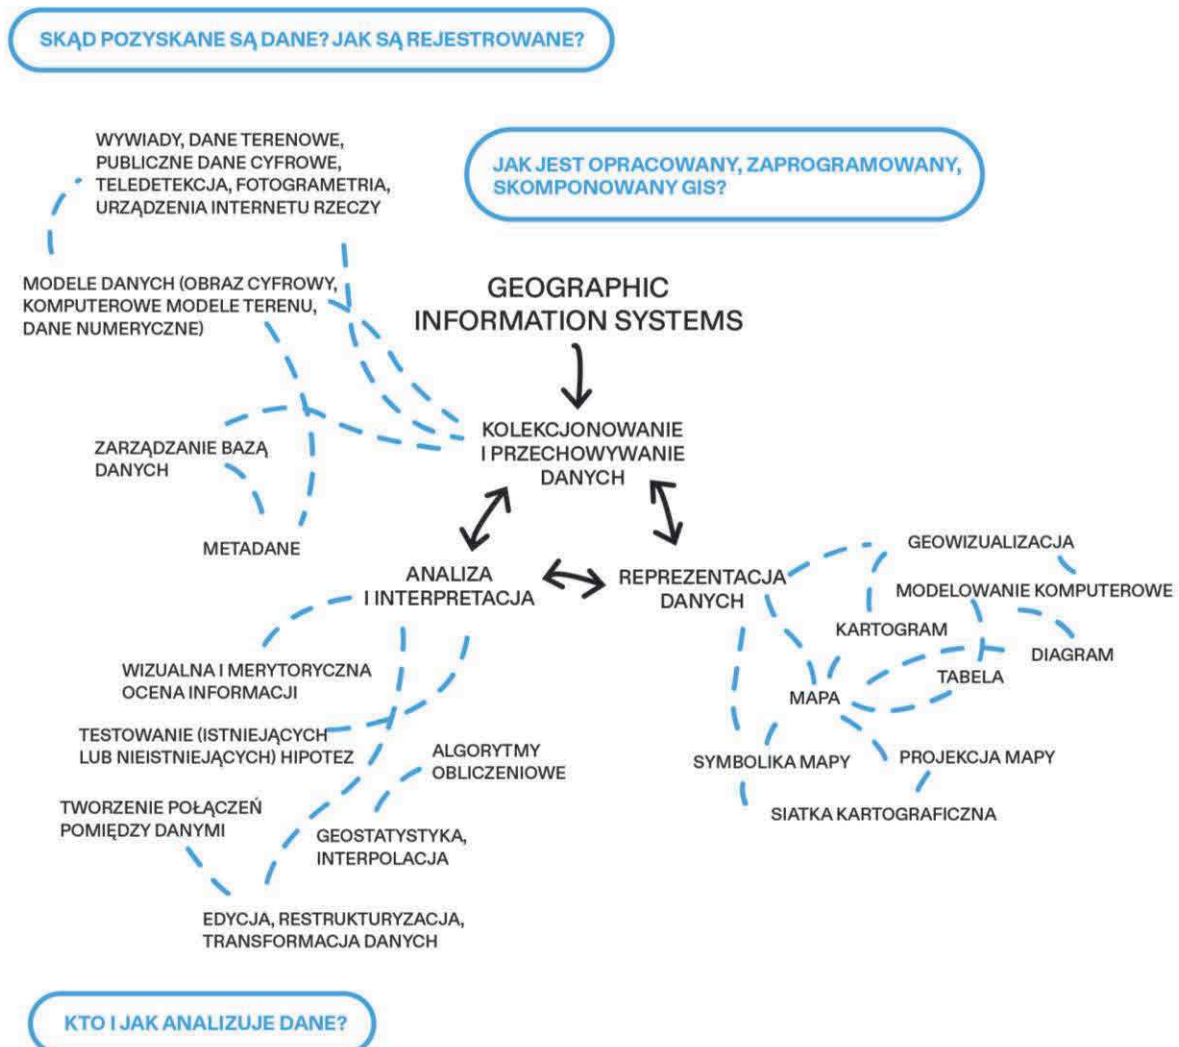 SKĄD POZYSKANE SĄ DANE? JAK SĄ REJESTROWANE?
WYWIADY, DANE TERENOWE,
PUBLICZNE DANE CYFROWE,
TELEDETEKCJA, FOTOGRAMETRIA,
URZĄDZENIA INTERNETU RZECZY
JAK JEST OPRACOWANY, ZAPROGRAMOWANY,
SKOMPONOWANY GIS?
MODELE DANYCH (OBRAZ CYFROWY,
KOMPUTEROWE MODELE TERENU,
DANE NUMERYCZNE)
GEOGRAPHIC
INFORMATION SYSTEMS
KOLEKCJONOWANIE
I PRZECHOWYWANIE
DANYCH
ZARZĄDZANIE BAZĄ
DANYCH
METADANE
ANALIZA
I INTERPRETACJA
REPREZENTACJA
DANYCH
GEOWIZUALIZACJA
MODELOWANIE KOMPUTEROWE
KARTOGRAM
DIAGRAM
TABELA
MAPA
WIZUALNA I MERYTORYCZNA
OCENA INFORMACJI
TESTOWANIE (ISTNIEJĄCYCH
LUB NIEISTNIEJĄCYCH) HIPOTEZ
ALGORYTMY
OBLICZENIOWE
SYMBOLIKA MAPY
PROJEKCJA MAPY
SIATKA KARTOGRAFICZNA
TWORZENIE POŁĄCZEŃ
POMIĘDZY DANYMI
GEOSTATYSTYKA,
INTERPOLACJA
EDYCJA, RESTRUKTURYZACJA,
TRANSFORMACJA DANYCH
KTO I JAK ANALIZUJE DANE?